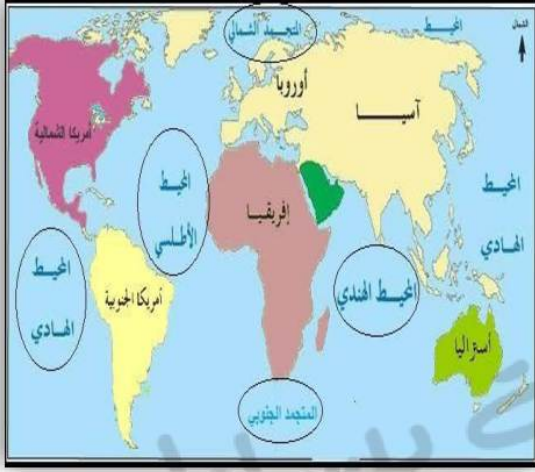 المتجمد الشمالي
المحيط
الشمال
أوروبا
آسيا
أمريكا الشمالية
المحيط
الأطلسي
إفريقيا
المحيط
الهادي
المحيط
الهادي
أمريكا الجنوبية
المحيط الهندي
أستراليا
المتجمد الجنوبي